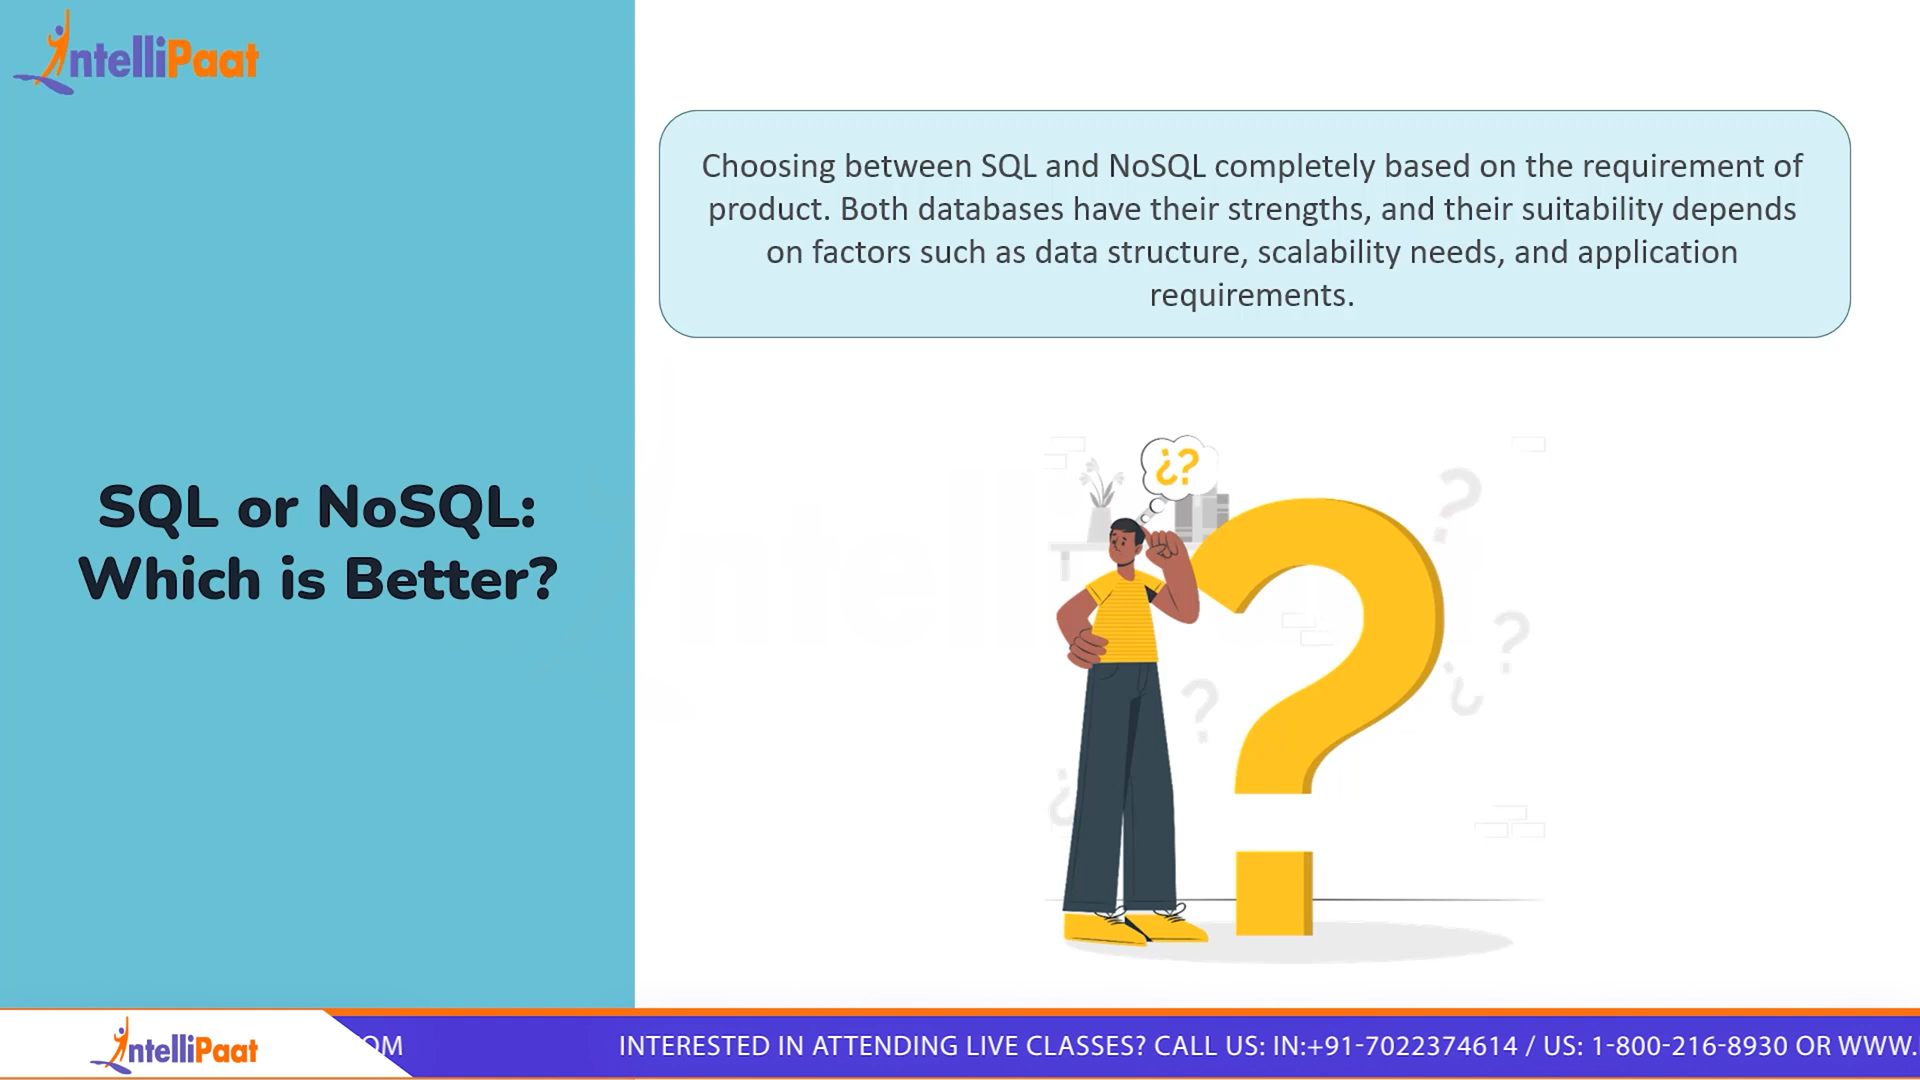 IntelliPaat
Choosing between SQL and NoSQL completely based on the requirement of
product. Both databases have their strengths, and their suitability depends
on factors such as data structure, scalability needs, and application
requirements.
¿?
SQL or NoSQL:
Which is Better?
IntelliPaat
OM
INTERESTED IN ATTENDING LIVE CLASSES? CALL US: IN:+91-7022374614 / US: 1-800-216-8930 OR WWW.